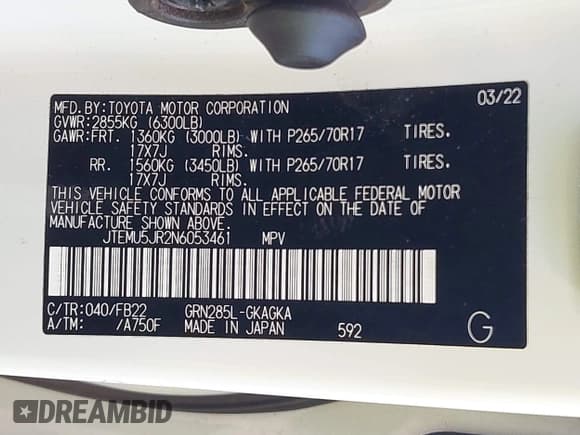 MFD.BY:TOYOTA MOTOR CORPORATION 03/22
GVWR:2855KG (6300LB)
GAWR:FRT. 1360KG (3000LB) WITH P265/70R17 TIRES.
17X7J RIMS.
RR. 1560KG (3450LB) WITH P265/70R17 TIRES.
17X7J RIMS.
THIS VEHICLE CONFORMS TO ALL APPLICABLE FEDERAL MOTOR
VEHICLE SAFETY STANDARDS IN EFFECT ON THE DATE OF
MANUFACTURE SHOWN ABOVE.
JTEMU5JR2N6053461 MPV
C/TR:040/FB22 GRN285L-GKAGKA
A/TM: /A750F MADE IN JAPAN 592 G
DREAMBID